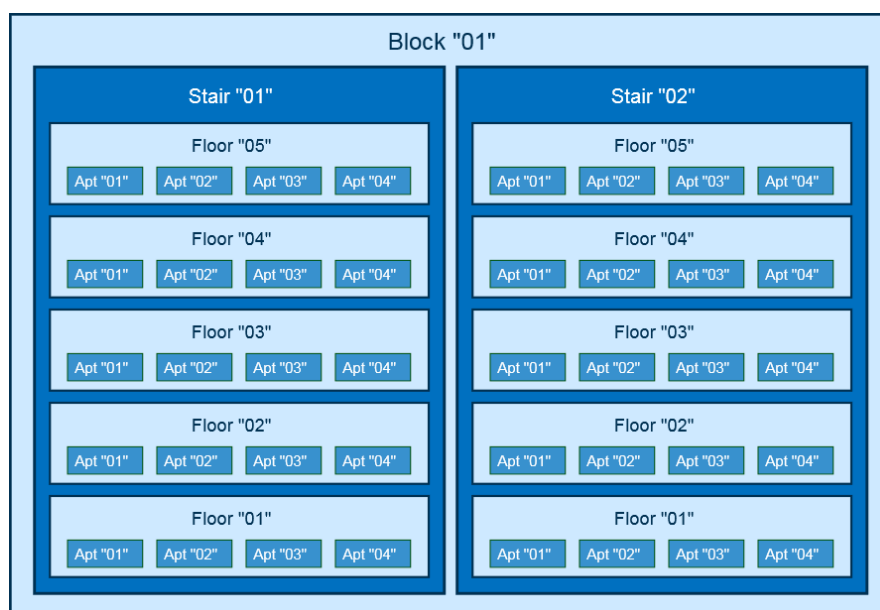 Block "01"
Stair "01"
Floor "05"
Apt "01" Apt "02" Apt "03" Apt "04"
Floor "04"
Apt "01" Apt "02" Apt "03" Apt "04"
Floor "03"
Apt "01" Apt "02" Apt "03" Apt "04"
Floor "02"
Apt "01" Apt "02" Apt "03" Apt "04"
Floor "01"
Apt "01" Apt "02" Apt "03" Apt "04"
Stair "02"
Floor "05"
Apt "01" Apt "02" Apt "03" Apt "04"
Floor "04"
Apt "01" Apt "02" Apt "03" Apt "04"
Floor "03"
Apt "01" Apt "02" Apt "03" Apt "04"
Floor "02"
Apt "01" Apt "02" Apt "03" Apt "04"
Floor "01"
Apt "01" Apt "02" Apt "03" Apt "04"